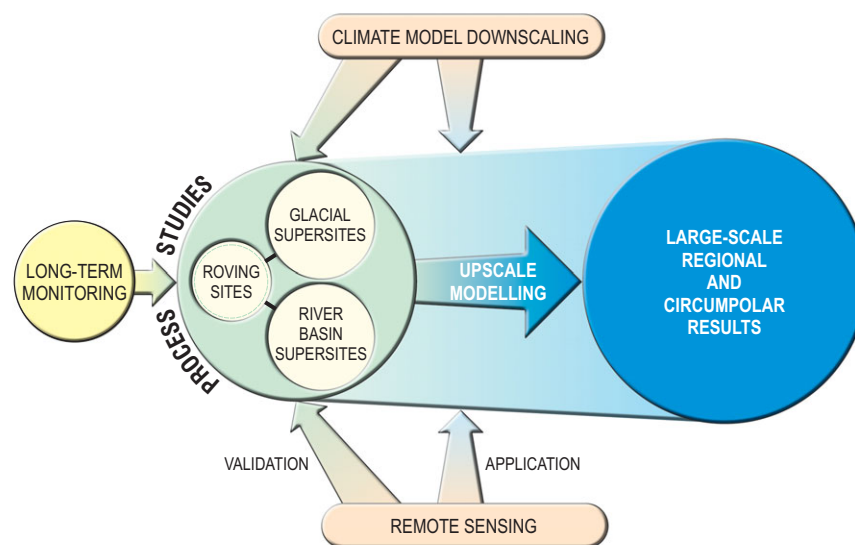 CLIMATE MODEL DOWNSCALING
PROCESS STUDIES
GLACIAL
SUPERSITES
LONG-TERM
MONITORING
ROVING
SITES
RIVER
BASIN
SUPERSITES
UPSCALE
MODELLING
LARGE-SCALE
REGIONAL
AND
CIRCUMPOLAR
RESULTS
VALIDATION
APPLICATION
REMOTE SENSING